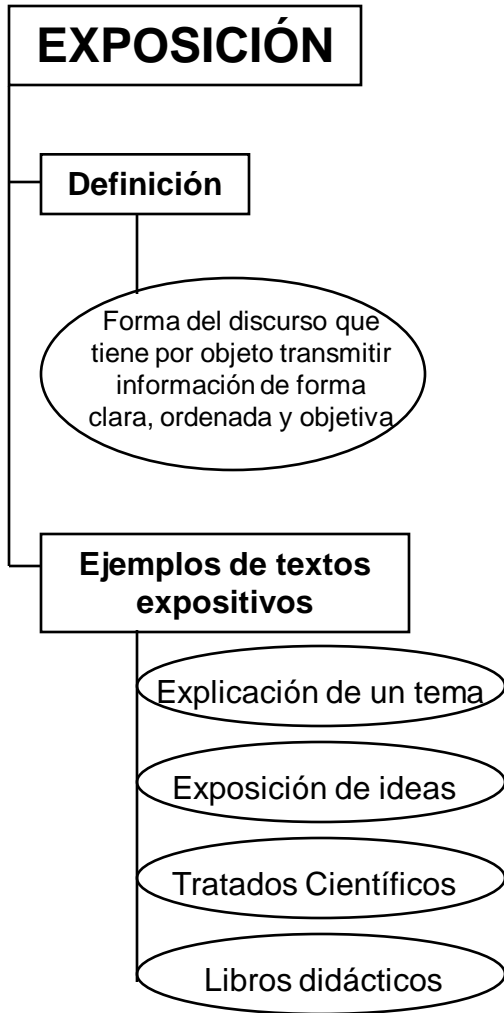 EXPOSICIÓN
Definición
Forma del discurso que
tiene por objeto transmitir
información de forma
clara, ordenada y objetiva
Ejemplos de textos
expositivos
Explicación de un tema
Exposición de ideas
Tratados Científicos
Libros didácticos